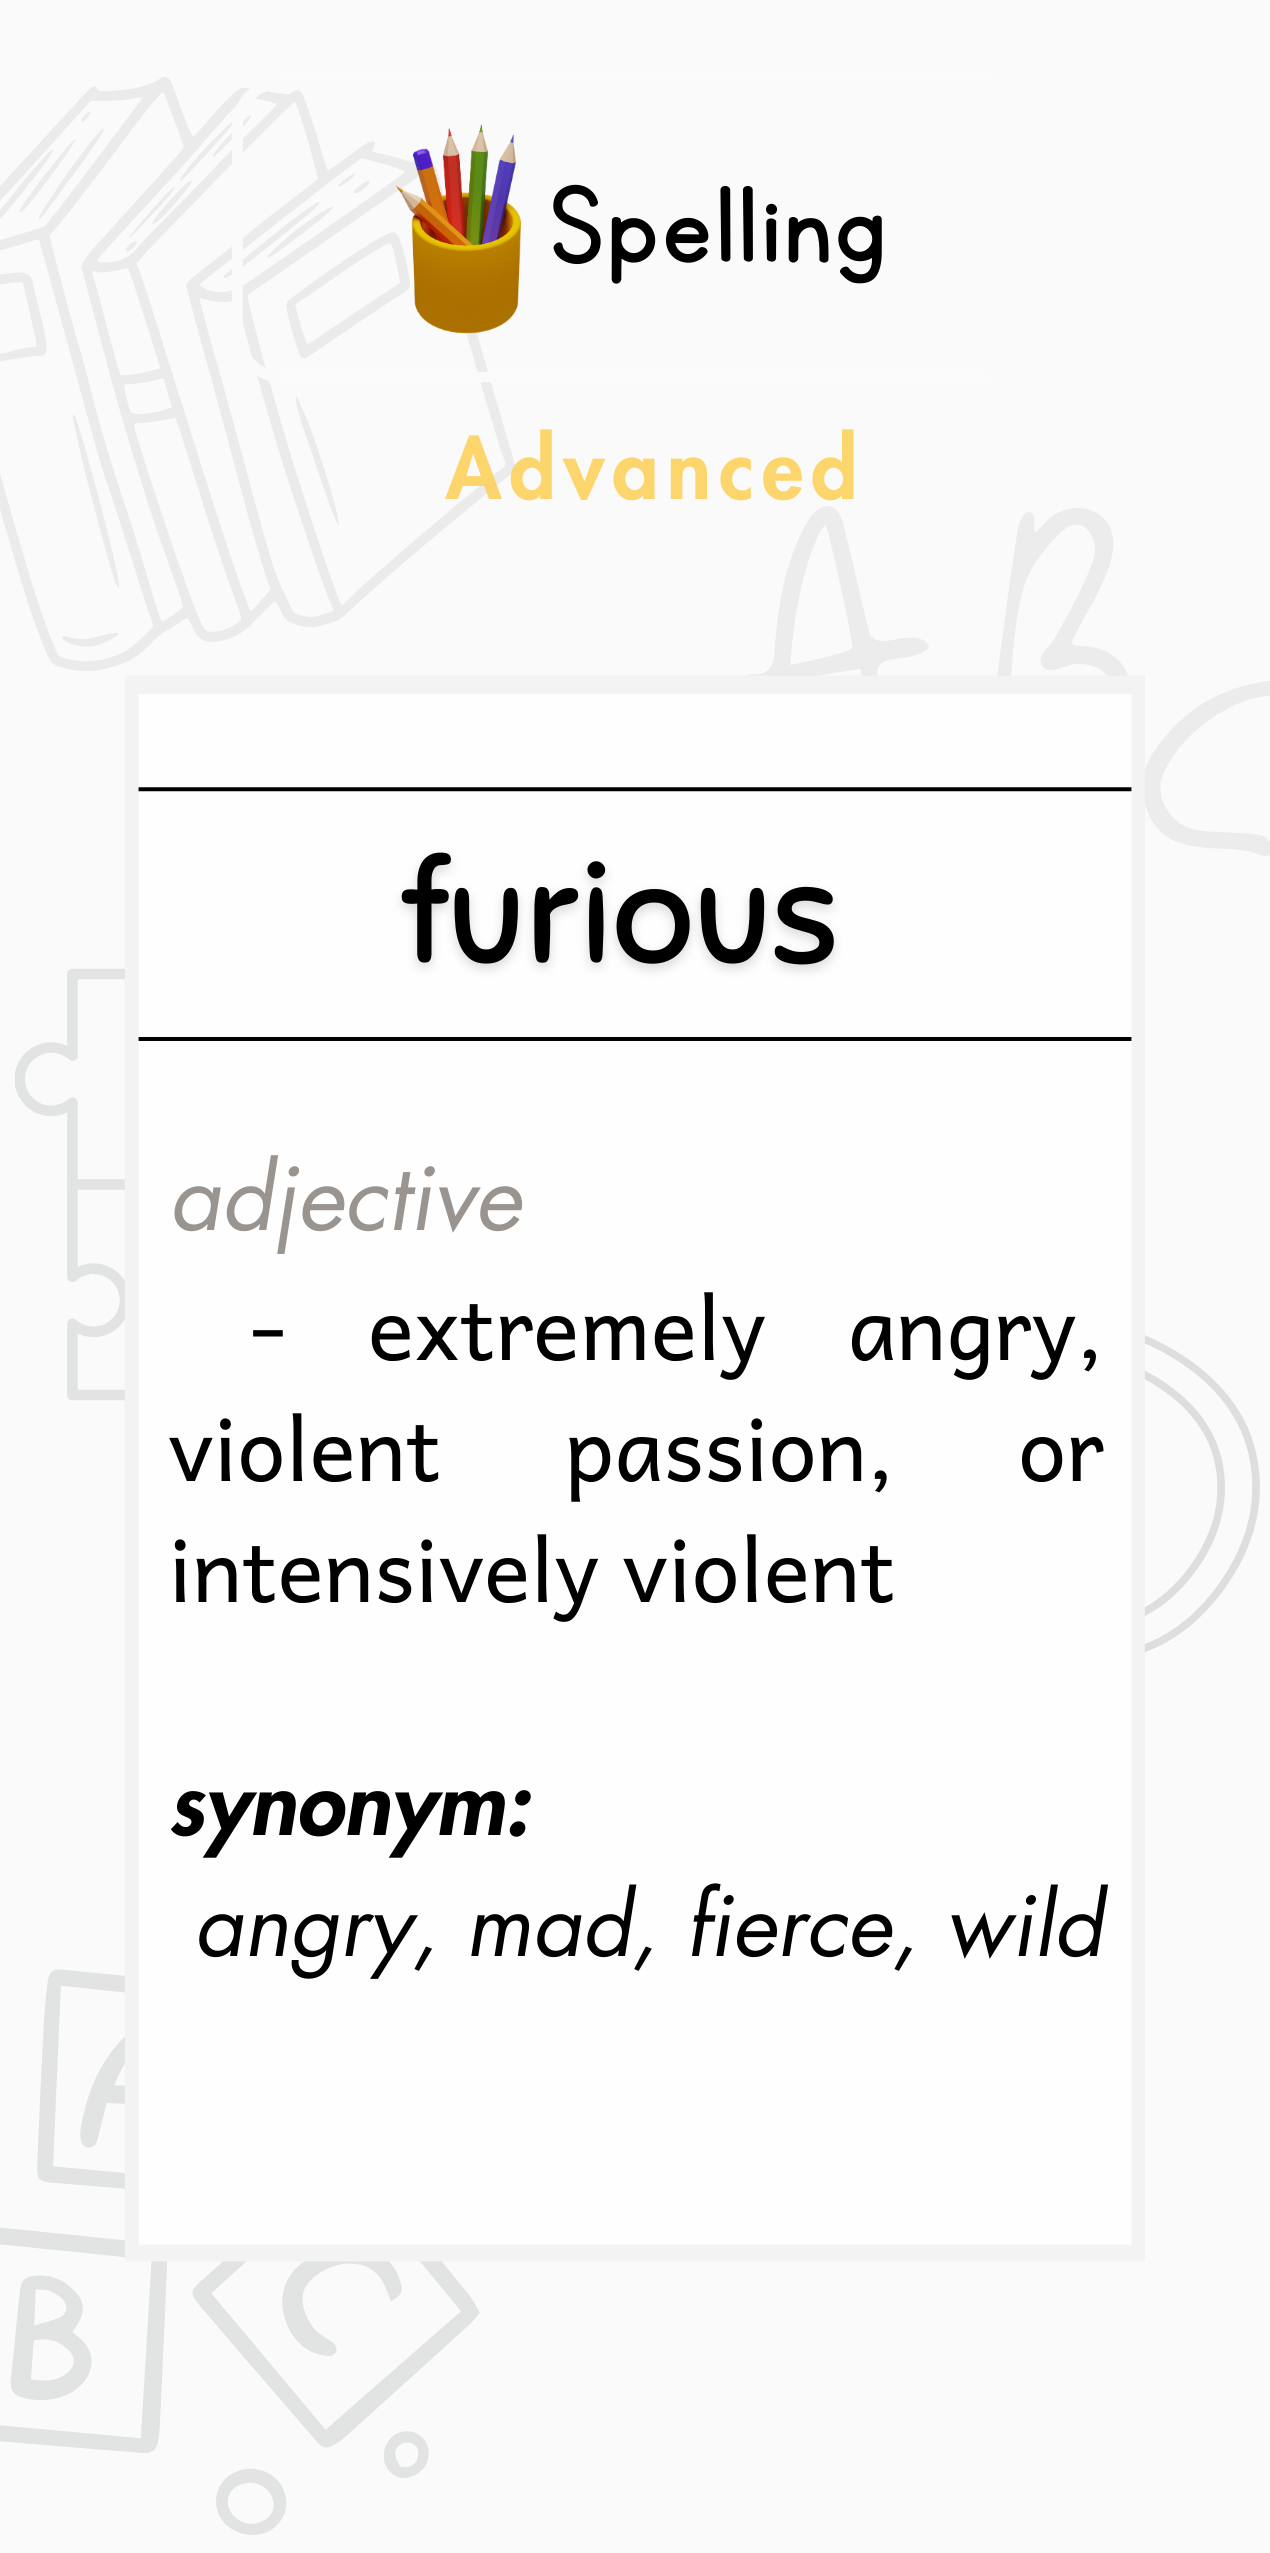 Spelling
Advanced
A B
furious
adjective
- extremely angry,
violent passion, or
intensively violent
synonym:
angry, mad, fierce, wild
A
B C